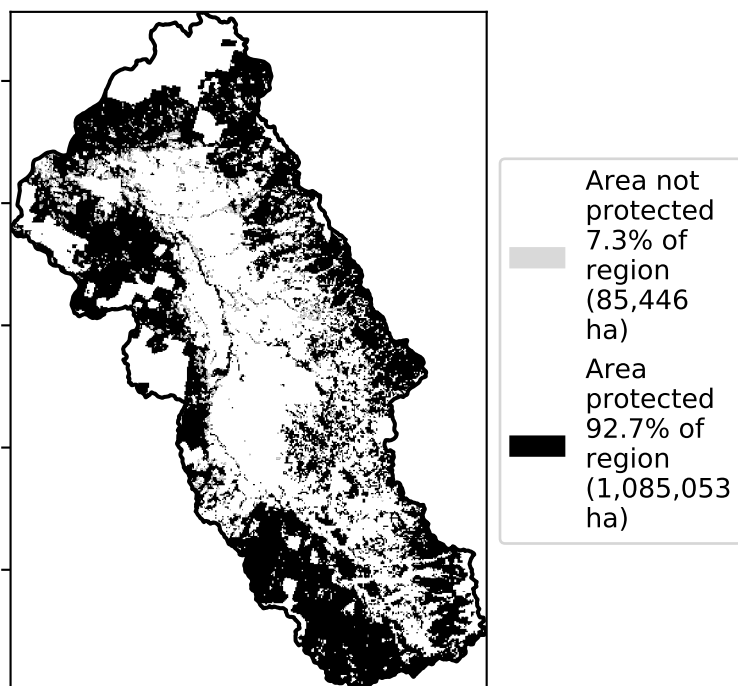 Area not
protected
7.3% of
region
(85,446
ha)
Area
protected
92.7% of
region
(1,085,053
ha)